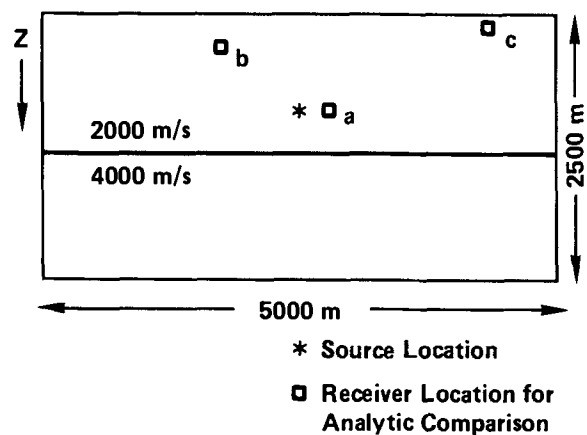 Z
b
c
* a
2000 m/s
4000 m/s
2500 m
5000 m
* Source Location
Receiver Location for
Analytic Comparison